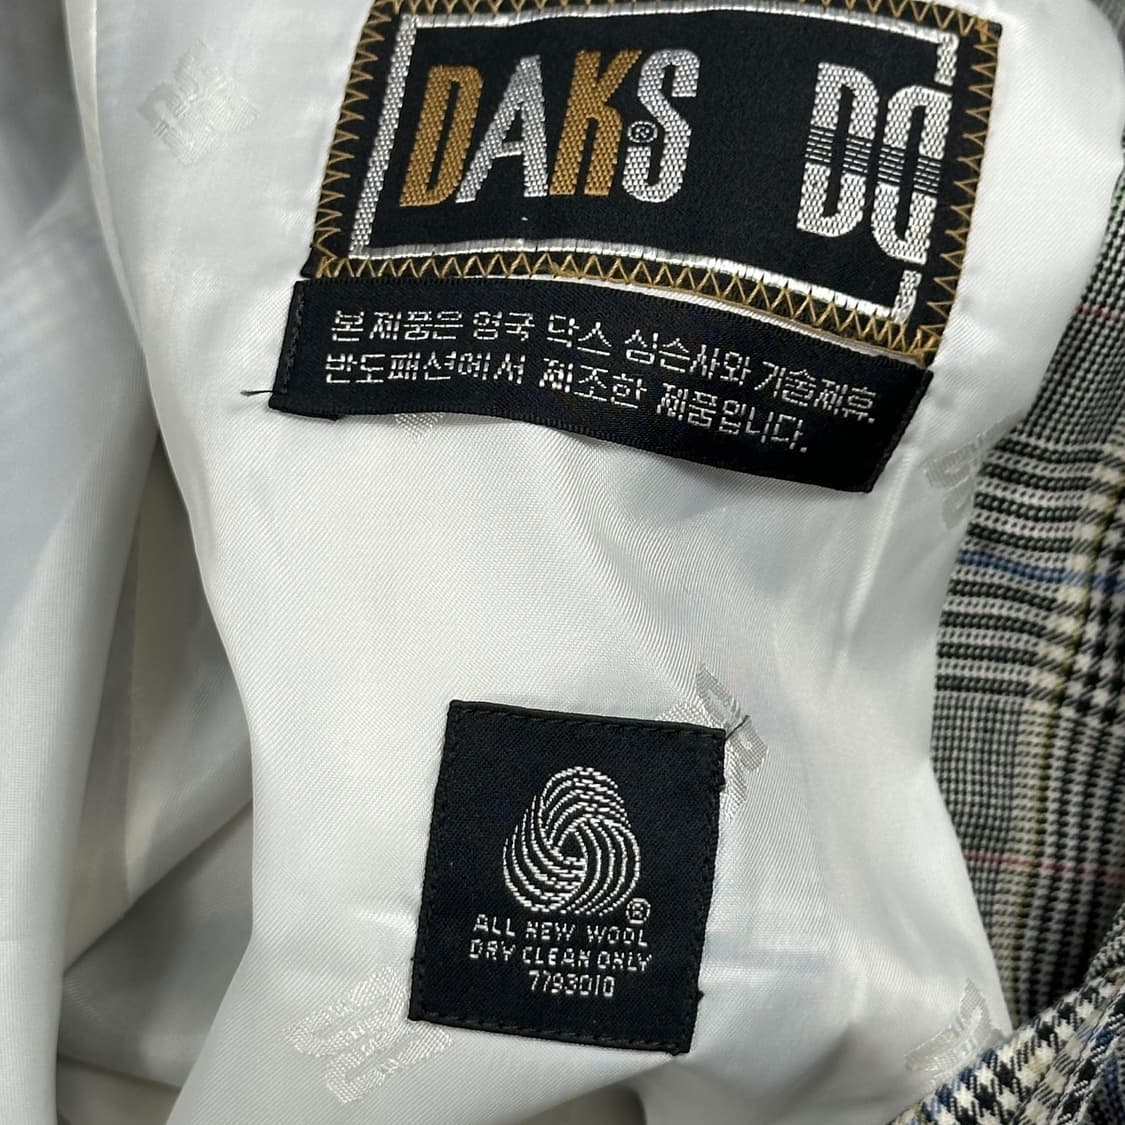 DAKS® DD
본 제품은 영국 닥스 심슨사와 기술제휴,
반도패션에서 제조한 제품입니다.
®
ALL NEW WOOL
DRY CLEAN ONLY
7793010